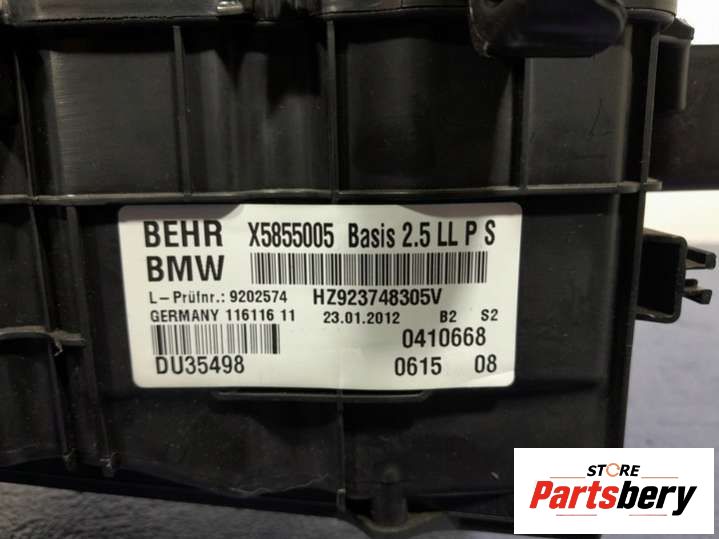 BEHR X5855005 Basis 2.5 LL P S
BMW
L-Prüfnr.: 9202574 HZ923748305V
GERMANY 116116 11 23.01.2012 B2 S2
0410668
DU35498 0615 08
STORE
Partsbery